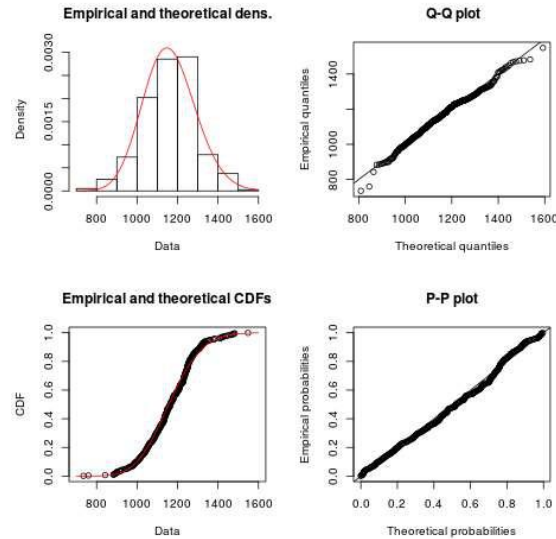 Empirical and theoretical dens.
Density
0.0000 0.0015 0.0030
800 1000 1200 1400 1600
Data
Q-Q plot
Empirical quantiles
800 1000 1400
800 1000 1200 1400 1600
Theoretical quantiles
Empirical and theoretical CDFs
CDF
0.0 0.2 0.4 0.6 0.8 1.0
800 1000 1200 1400 1600
Data
P-P plot
Empirical probabilities
0.0 0.2 0.4 0.6 0.8 1.0
0.0 0.2 0.4 0.6 0.8 1.0
Theoretical probabilities